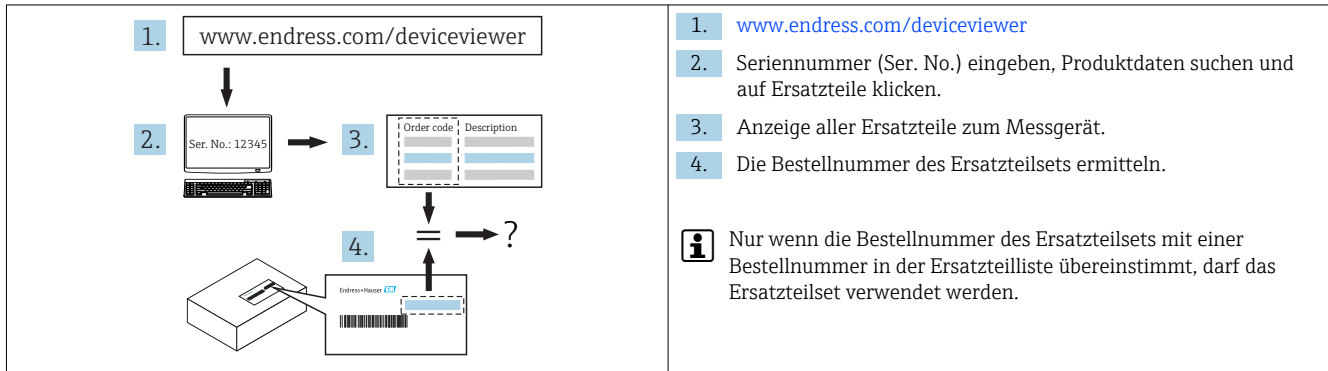 1. www.endress.com/deviceviewer
2. Ser. No.: 12345
3. Order code Description
= ?
4.
Endress+Hauser EH
1. www.endress.com/deviceviewer
2. Seriennummer (Ser. No.) eingeben, Produktdaten suchen und
auf Ersatzteile klicken.
3. Anzeige aller Ersatzteile zum Messgerät.
4. Die Bestellnummer des Ersatzteilsets ermitteln.
i Nur wenn die Bestellnummer des Ersatzteilsets mit einer
Bestellnummer in der Ersatzteilliste übereinstimmt, darf das
Ersatzteilset verwendet werden.